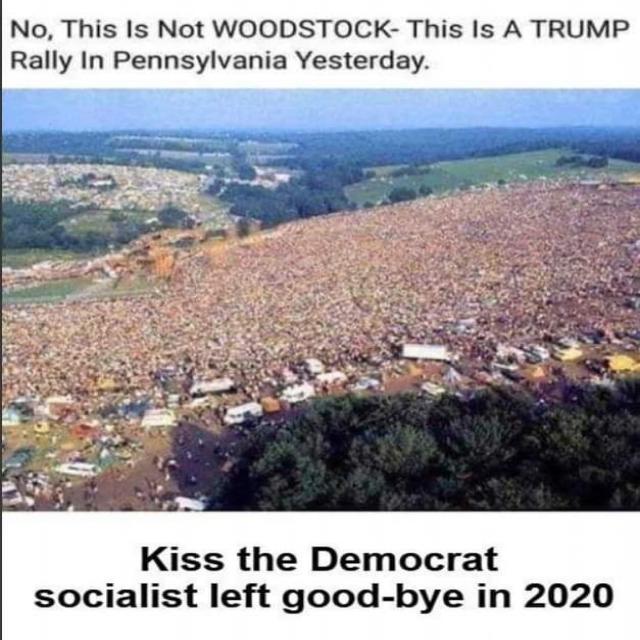 No, This Is Not WOODSTOCK- This Is A TRUMP
Rally In Pennsylvania Yesterday.
Kiss the Democrat
socialist left good-bye in 2020